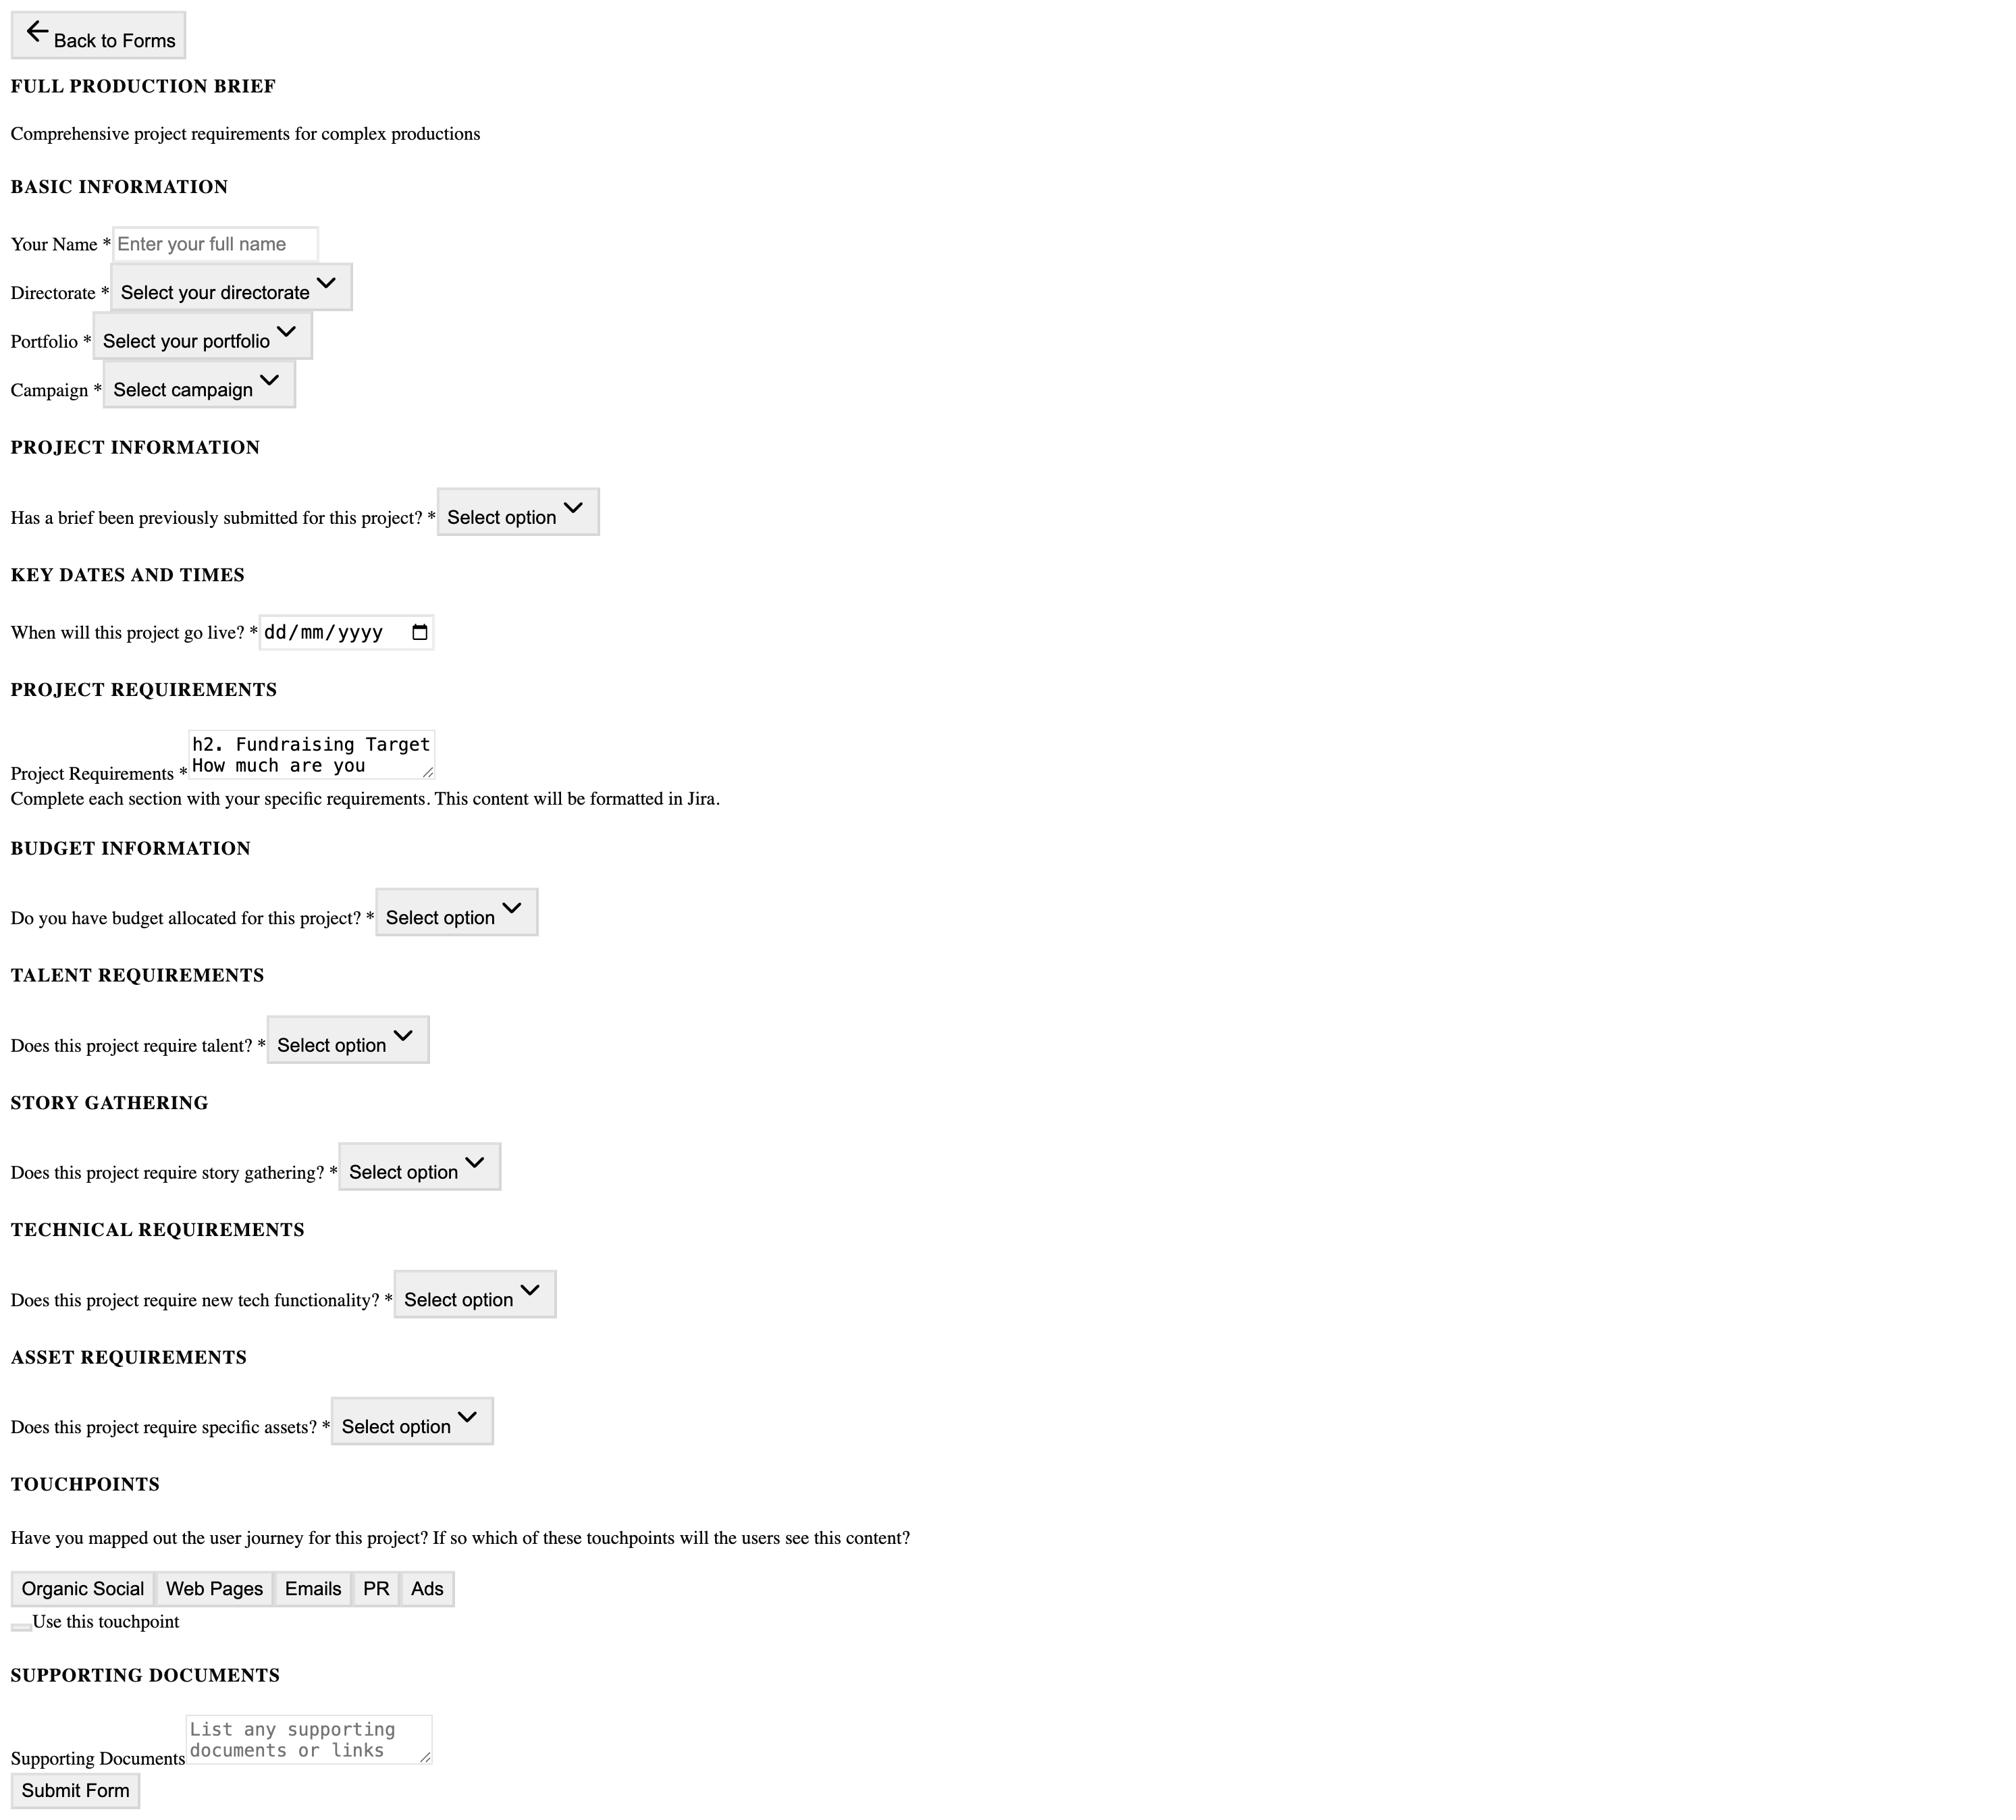 Back to Forms
FULL PRODUCTION BRIEF
Comprehensive project requirements for complex productions
BASIC INFORMATION
Your Name * Enter your full name
Directorate * Select your directorate
Portfolio * Select your portfolio
Campaign * Select campaign
PROJECT INFORMATION
Has a brief been previously submitted for this project? * Select option
KEY DATES AND TIMES
When will this project go live? * dd/mm/yyyy
PROJECT REQUIREMENTS
Project Requirements * h2. Fundraising Target
How much are you
Complete each section with your specific requirements. This content will be formatted in Jira.
BUDGET INFORMATION
Do you have budget allocated for this project? * Select option
TALENT REQUIREMENTS
Does this project require talent? * Select option
STORY GATHERING
Does this project require story gathering? * Select option
TECHNICAL REQUIREMENTS
Does this project require new tech functionality? * Select option
ASSET REQUIREMENTS
Does this project require specific assets? * Select option
TOUCHPOINTS
Have you mapped out the user journey for this project? If so which of these touchpoints will the users see this content?
Organic Social Web Pages Emails PR Ads
Use this touchpoint
SUPPORTING DOCUMENTS
Supporting Documents List any supporting
documents or links
Submit Form